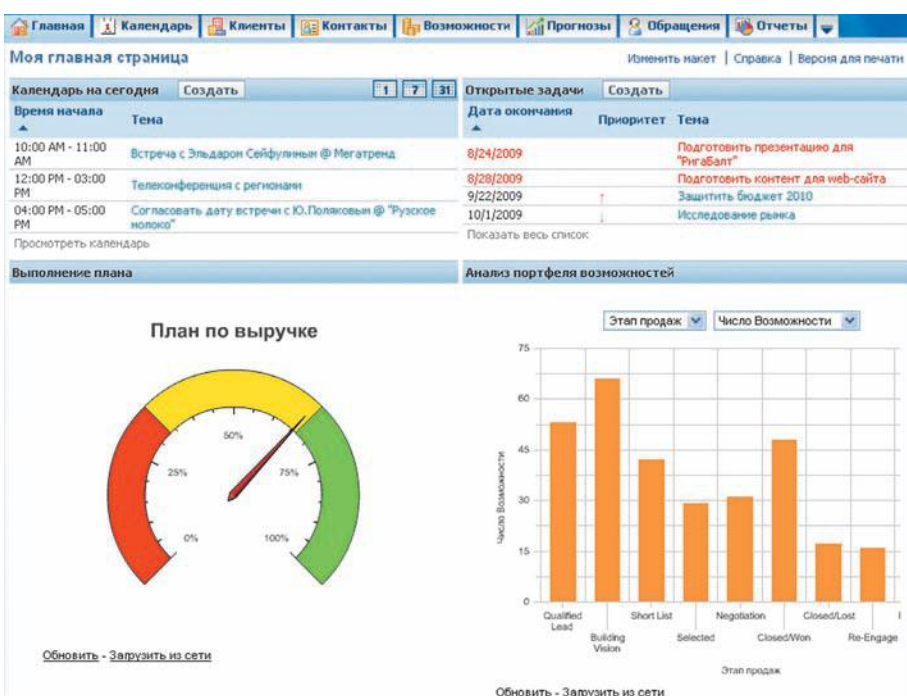 Главная Календарь Клиенты Контакты Возможности Прогнозы Обращения Отчеты
Моя главная страница
Изменить макет | Справка | Версия для печати
Календарь на сегодня Создать 1 7 31
Время начала Тема
10:00 AM - 11:00 AM
Встреча с Эльдаром Сейфулиным @ Мегатренд
12:00 PM - 03:00 PM
Телеконференция с регионами
04:00 PM - 05:00 PM
Согласовать дату встречи с Ю.Поляковым @ "Рузское
молоко"
Просмотреть календарь
Открытые задачи Создать
Дата окончания Приоритет Тема
8/24/2009 Подготовить презентацию для
"РигаБалт"
8/28/2009 Подготовить контент для web-сайта
9/22/2009 ↑ Защитить бюджет 2010
10/1/2009 ↓ Исследование рынка
Показать весь список
Выполнение плана
План по выручке
0%
25%
50%
75%
100%
Обновить - Загрузить из сети
Анализ портфеля возможностей
Этап продаж Число Возможности
Число Возможности
75
60
45
30
15
0
Qualified
Lead
Building
Vision
Short List
Selected
Negotiation
Closed/Won
Closed/Lost
Re-Engage
Этап продаж
Обновить - Загрузить из сети